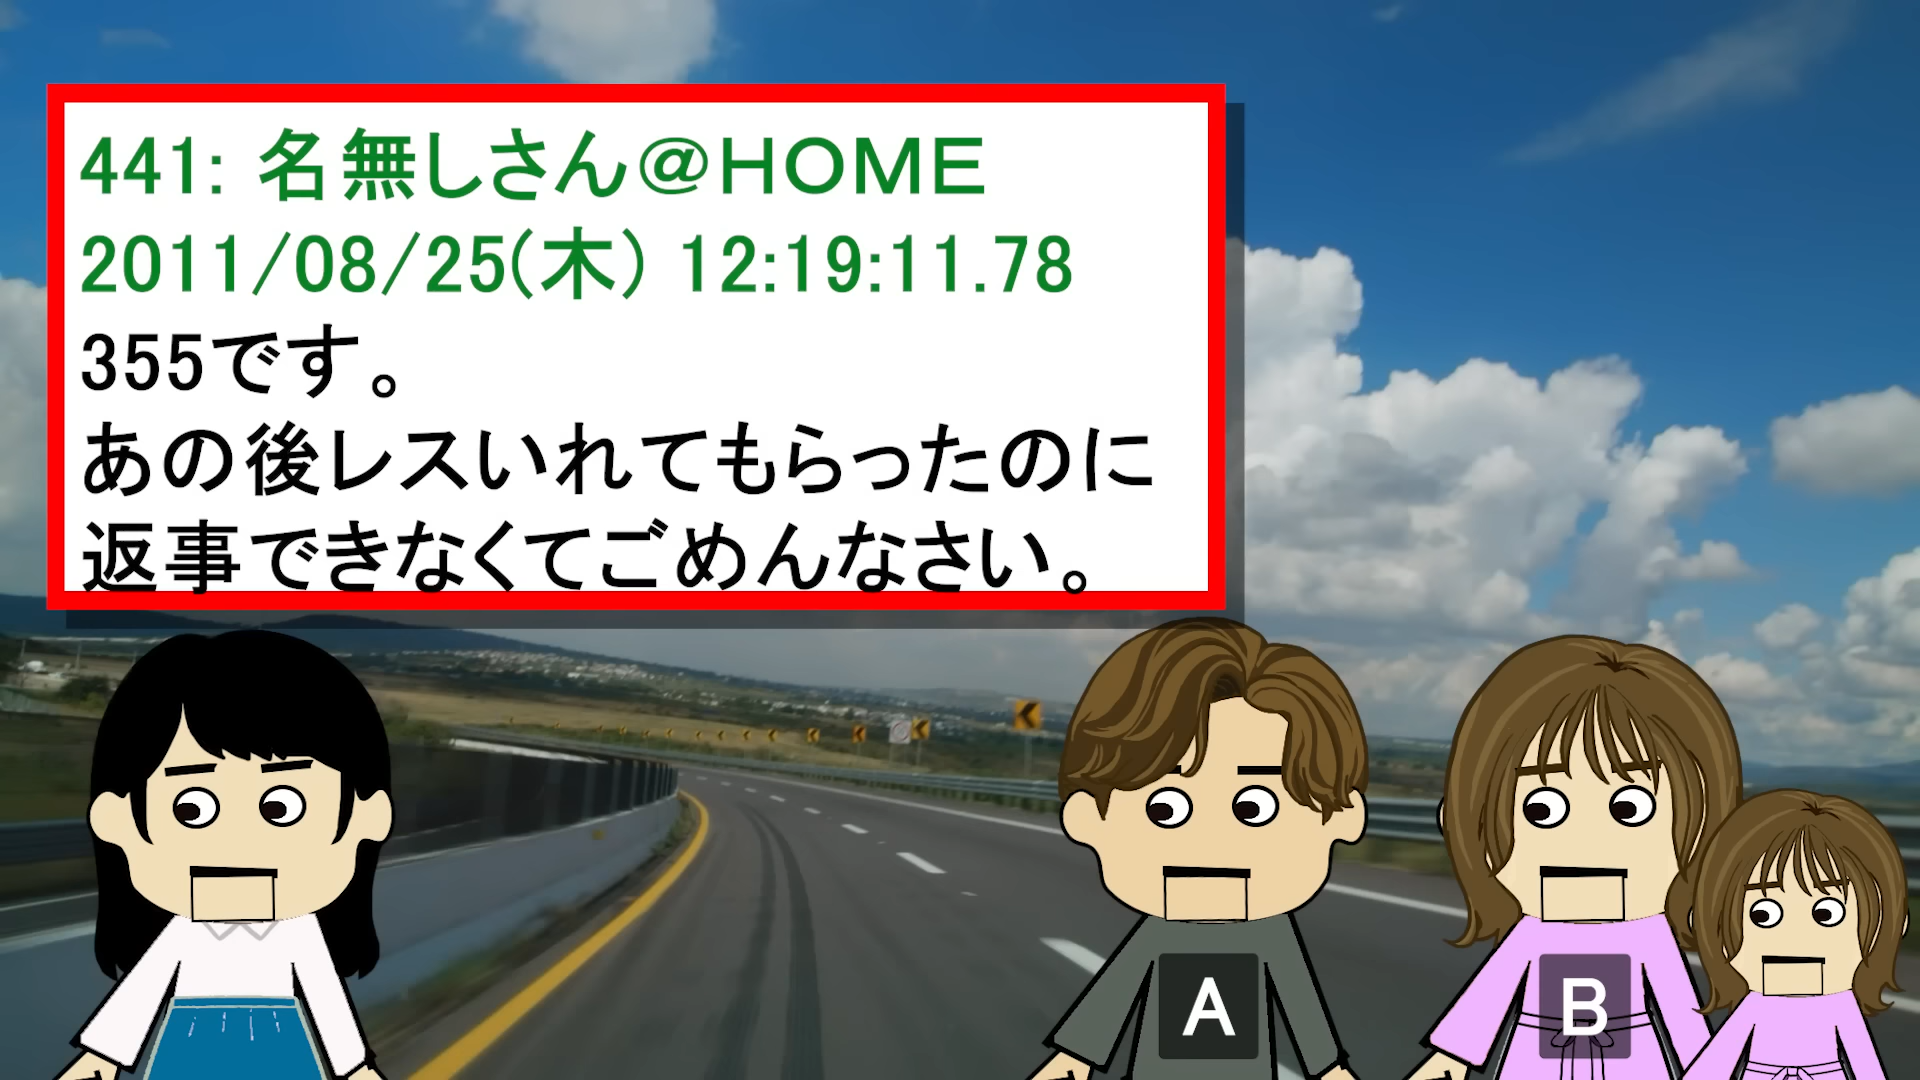 441: 名無しさん＠ＨＯＭＥ
2011/08/25(木) 12:19:11.78
355です。
あの後レスいれてもらったのに
返事できなくてごめんなさい。
A
B